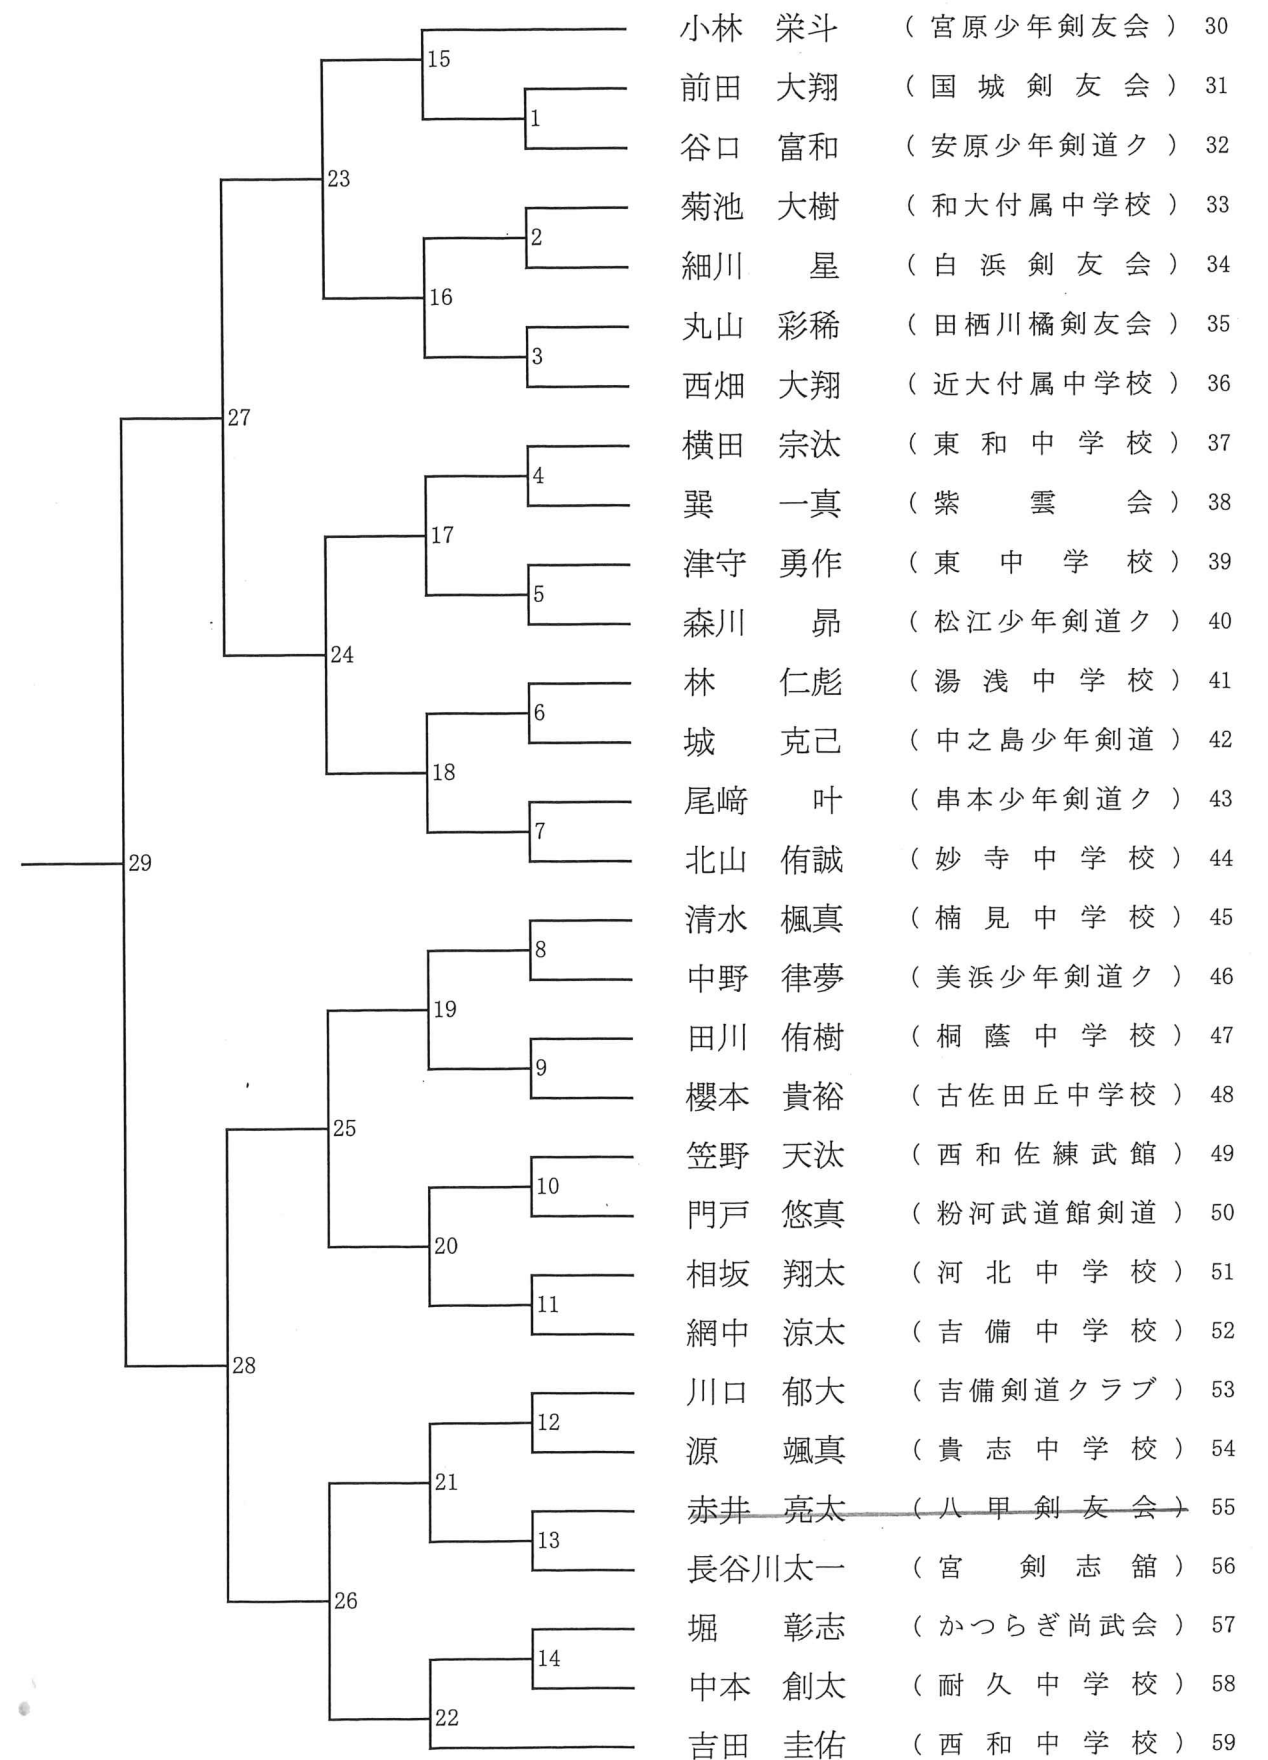 小林 栄斗 (宮原少年剣友会) 30
15
前田 大翔 (国城剣友会) 31
1
谷口 富和 (安原少年剣道ク) 32
23
菊池 大樹 (和大付属中学校) 33
2
細川 星 (白浜剣友会) 34
16
丸山 彩稀 (田栖川橘剣友会) 35
3
西畑 大翔 (近大付属中学校) 36
27
横田 宗汰 (東和中学校) 37
4
巽 一真 (紫雲会) 38
17
津守 勇作 (東中学校) 39
5
森川 昴 (松江少年剣道ク) 40
24
林 仁彪 (湯浅中学校) 41
6
城 克己 (中之島少年剣道) 42
18
尾﨑 叶 (串本少年剣道ク) 43
7
北山 侑誠 (妙寺中学校) 44
29
清水 楓真 (楠見中学校) 45
8
中野 律夢 (美浜少年剣道ク) 46
19
田川 侑樹 (桐蔭中学校) 47
9
櫻本 貴裕 (古佐田丘中学校) 48
25
笠野 天汰 (西和佐練武館) 49
10
門戸 悠真 (粉河武道館剣道) 50
20
相坂 翔太 (河北中学校) 51
11
網中 涼太 (吉備中学校) 52
28
川口 郁大 (吉備剣道クラブ) 53
12
源 颯真 (貴志中学校) 54
21
赤井 亮太 (八甲剣友会) 55
13
長谷川太一 (宮剣志舘) 56
26
堀 彰志 (かつらぎ尚武会) 57
14
中本 創太 (耐久中学校) 58
22
吉田 圭佑 (西和中学校) 59